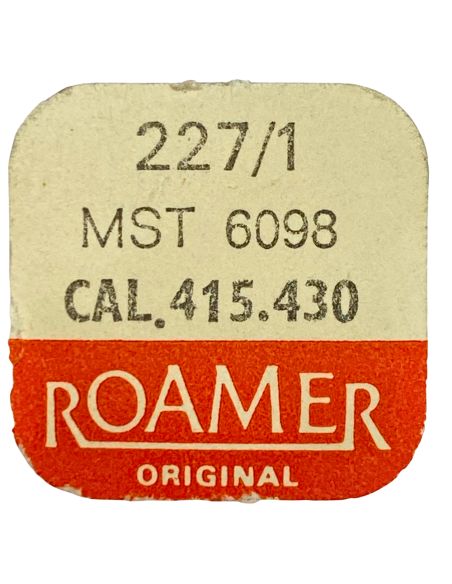 227/1
MST 6098
CAL. 415.430
ROAMER
ORIGINAL